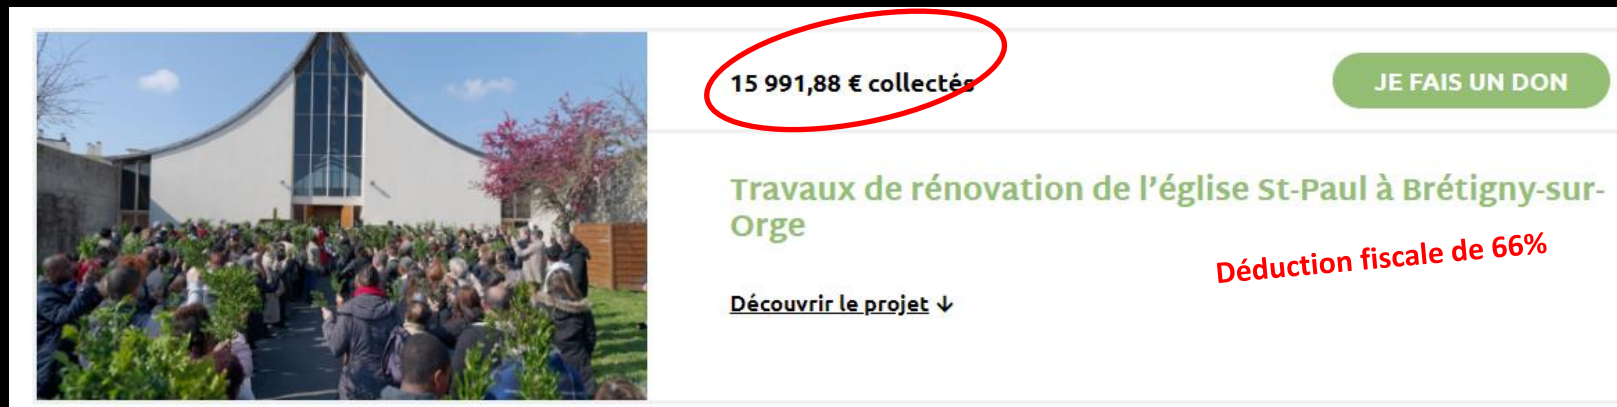 15 991,88 € collectés
JE FAIS UN DON
Travaux de rénovation de l’église St-Paul à Brétigny-sur-
Orge
Déduction fiscale de 66%
Découvrir le projet ↓